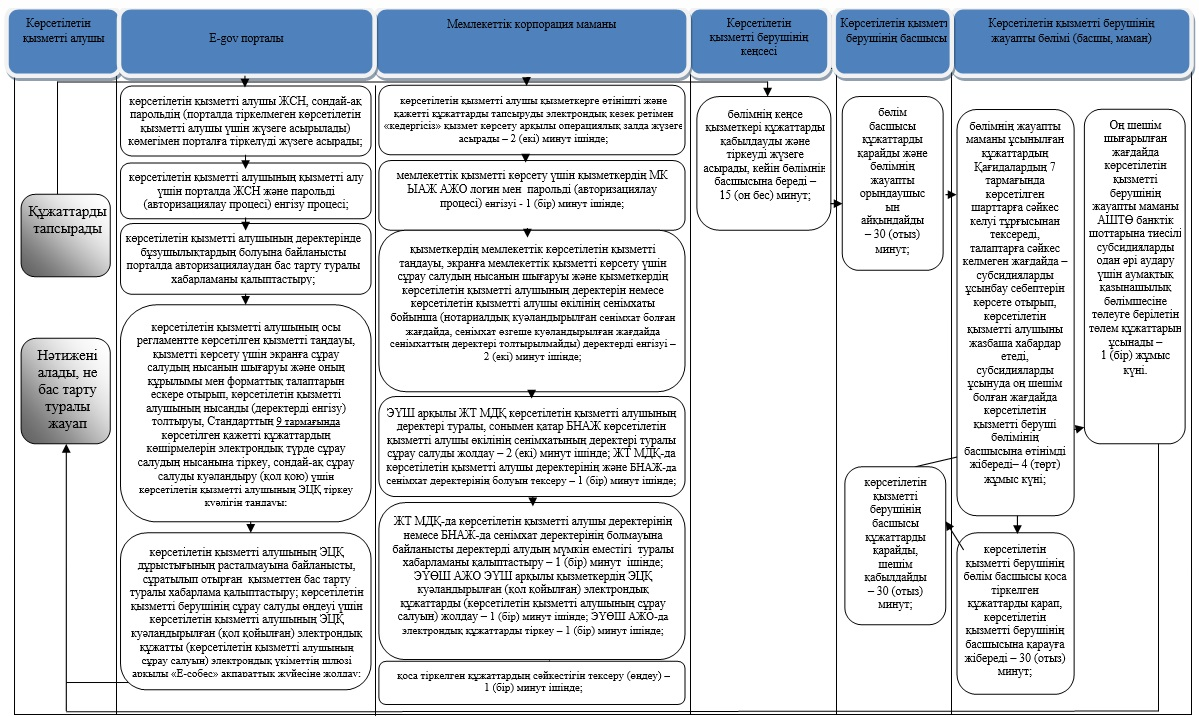 Көрсетілетін
қызметті алушы
E-gov порталы
Мемлекеттік корпорация маманы
Көрсетілетін
қызметті берушінің
кеңсесі
Көрсетілетін қызметті
берушінің басшысы
Көрсетілетін қызметті берушінің
жауапты бөлімі (басшы, маман)
Құжаттарды
тапсырады
Нәтижені
алады, не
бас тарту
туралы
жауап
көрсетілетін қызметті алушы ЖСН, сондай-ақ
парольдің (порталда тіркелмеген көрсетілетін
қызметті алушы үшін жүзеге асырылады)
көмегімен порталға тіркелуді жүзеге асырады;
көрсетілетін қызметті алушының қызметті алу
үшін порталда ЖСН және парольді
(авторизациялау процесі) енгізу процесі;
көрсетілетін қызметті алушының деректерінде
бұзушылықтардың болуына байланысты
порталда авторизациялаудан бас тарту туралы
хабарламаны қалыптастыру;
көрсетілетін қызметті алушының осы
регламентте көрсетілген қызметті таңдауы,
қызметті көрсету үшін экранға сұрау
салудың нысанын шығаруы және оның
құрылымы мен форматтық талаптарын
ескере отырып, көрсетілетін қызметті
алушының нысанды (деректерді енгізу)
толтыруы, Стандарттың 9 тармағында
көрсетілген қажетті құжаттардың
көшірмелерін электрондық түрде сұрау
салудың нысанына тіркеу, сондай-ақ сұрау
салуды куәландыру (қол қою) үшін
көрсетілетін қызметті алушының ЭЦҚ тіркеу
куәлігін таңдауы;
көрсетілетін қызметті алушының ЭЦҚ
дұрыстығының расталмауына байланысты,
сұратылып отырған қызметтен бас тарту
туралы хабарлама қалыптастыру; көрсетілетін
қызметті берушінің сұрау салуды өңдеуі үшін
көрсетілетін қызметті алушының ЭЦҚ
куәландырылған (қол қойылған) электрондық
құжатты (көрсетілетін қызметті алушының
сұрау салуын) электрондық үкіметтің шлюзі
арқылы «Е-собес» ақпараттық жүйесіне жолдау;
көрсетілетін қызметті алушы қызметкерге өтінішті және
қажетті құжаттарды тапсыруды электрондық кезек ретімен
«кедергісіз» қызмет көрсету арқылы операциялық залда жүзеге
асырады – 2 (екі) минут ішінде;
мемлекеттік қызмет көрсету үшін қызметкердің МК
ЫАЖ АЖО логин мен парольді (авторизациялау
процесі) енгізуі - 1 (бір) минут ішінде;
қызметкердің мемлекеттік көрсетілетін қызметті
таңдауы, экранға мемлекеттік қызметті көрсету үшін
сұрау салудың нысанын шығаруы және қызметкердің
көрсетілетін қызметті алушының деректерін немесе
көрсетілетін қызметті алушы өкілінің сенімхаты
бойынша (нотариалдық куәландырылған сенімхат болған
жағдайда, сенімхат өзгеше куәландырылған жағдайда
сенімхаттың деректері толтырылмайды) деректерді енгізуі –
2 (екі) минут ішінде;
ЭҮШ арқылы ЖТ МДҚ көрсетілетін қызметті алушының
деректері туралы, сонымен қатар БНАЖ көрсетілетін
қызметті алушы өкілінің сенімхатының деректері туралы
сұрау салуды жолдау – 2 (екі) минут ішінде; ЖТ МДҚ-да
көрсетілетін қызметті алушы деректерінің және БНАЖ-да
сенімхат деректерінің болуын тексеру – 1 (бір) минут ішінде;
ЖТ МДҚ-да көрсетілетін қызметті алушы деректерінің
немесе БНАЖ-да сенімхат деректерінің болмауына
байланысты деректерді алудың мүмкін еместігі туралы
хабарламаны қалыптастыру – 1 (бір) минут ішінде;
ЭҮӨШ АЖО ЭҮШ арқылы қызметкердің ЭЦҚ
куәландырылған (қол қойылған) электрондық
құжаттарды (көрсетілетін қызметті алушының сұрау
салуын) жолдау – 1 (бір) минут ішінде; ЭҮӨШ АЖО-да
электрондық құжаттарды тіркеу – 1 (бір) минут ішінде;
қоса тіркелген құжаттардың сәйкестігін тексеру (өңдеу) –
1 (бір) минут ішінде;
бөлімнің кеңсе
қызметкері құжаттарды
қабылдауды және
тіркеуді жүзеге
асырады, кейін бөлімнің
басшысына береді –
15 (он бес) минут;
бөлім
басшысы
құжаттарды
қарайды және
бөлімнің
жауапты
орындаушыс
ын
айқындайды
– 30 (отыз)
минут;
көрсетілетін
қызметті
берушінің
басшысы
құжаттарды
қарайды,
шешім
қабылдайды
– 30 (отыз)
минут;
бөлімнің жауапты
маманы ұсынылған
құжаттардың
Қағидалардың 7
тармағында
көрсетілген
шарттарға сәйкес
келуі тұрғысынан
тексереді,
талаптарға сәйкес
келмеген жағдайда –
субсидияларды
ұсынбау себептерін
көрсете отырып,
көрсетілетін
қызметті алушыны
жазбаша хабардар
етеді,
субсидияларды
ұсынуда оң шешім
болған жағдайда
көрсетілетін
қызметті беруші
бөлімінің
басшысына өтінімді
жібереді– 4 (төрт)
жұмыс күні;
көрсетілетін
қызметті берушінің
бөлім басшысы қоса
тіркелген
құжаттарды қарап,
көрсетілетін
қызметті берушінің
басшысына қарауға
жібереді – 30 (отыз)
минут;
Оң шешім
шығарылған
жағдайда
көрсетілетін
қызметті
берушінің
жауапты маманы
АШТӨ банктік
шоттарына тиесілі
субсидияларды
одан әрі аудару
үшін аумақтық
қазынашылық
бөлімшесіне
төлеуге берілетін
төлем құжаттарын
ұсынады –
1 (бір) жұмыс
күні.